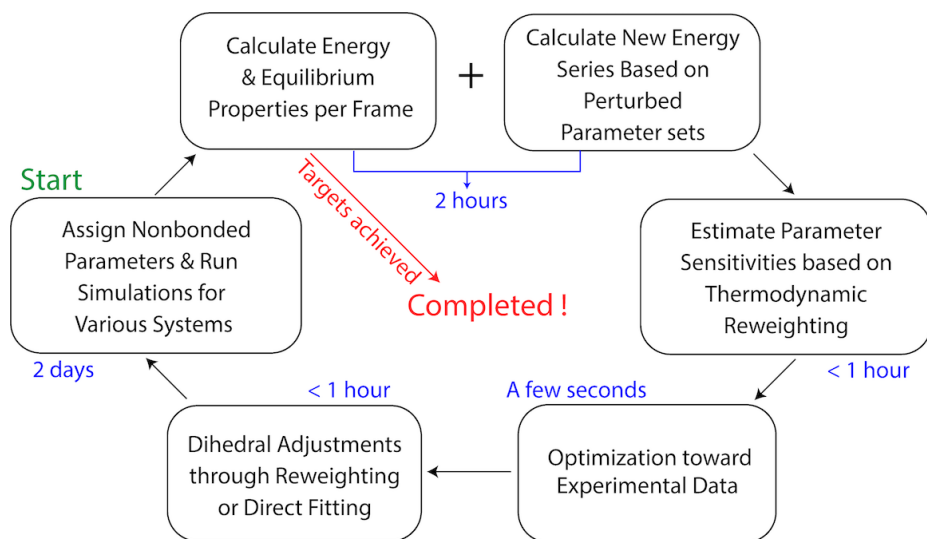 Calculate Energy
& Equilibrium
Properties per Frame
+
Calculate New Energy
Series Based on
Perturbed
Parameter sets
2 hours
Targets achieved
Completed !
Start
Assign Nonbonded
Parameters & Run
Simulations for
Various Systems
2 days
Estimate Parameter
Sensitivities based on
Thermodynamic
Reweighting
< 1 hour
A few seconds
Optimization toward
Experimental Data
< 1 hour
Dihedral Adjustments
through Reweighting
or Direct Fitting